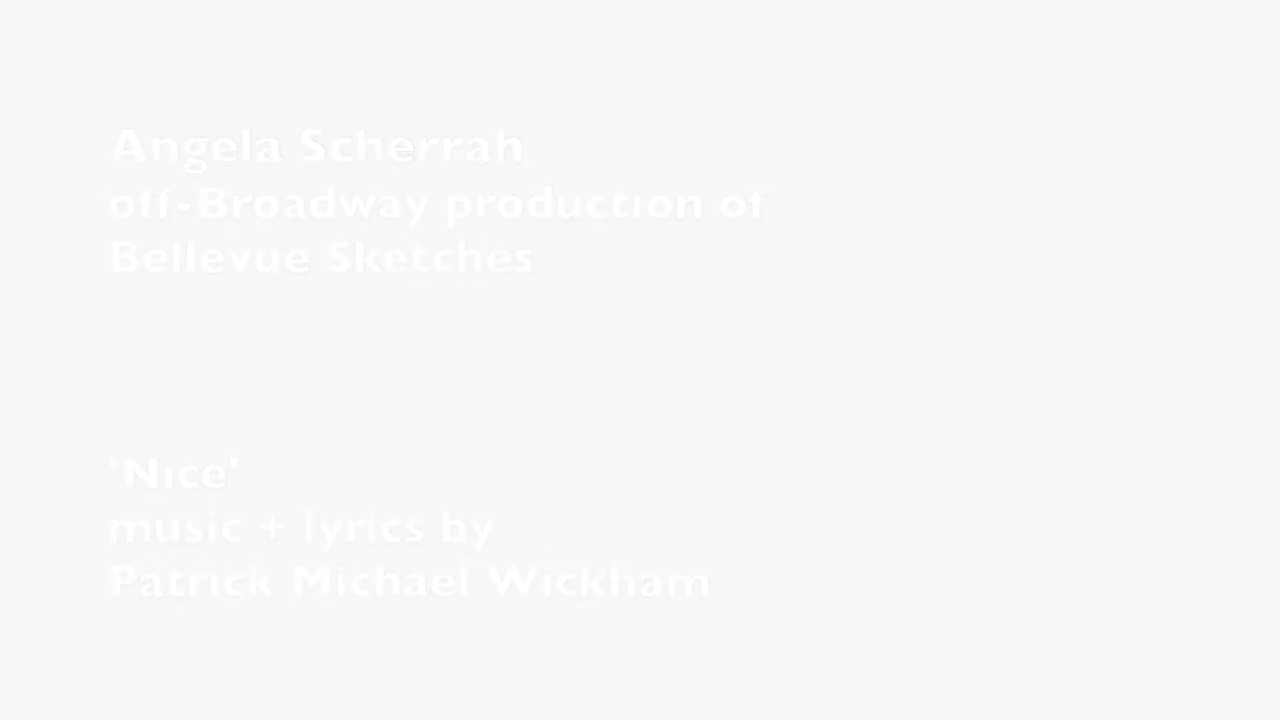 Angela Scherrah
off-Broadway production of
Bellevue Sketches
'Nice'
music + lyrics by
Patrick Michael Wickham